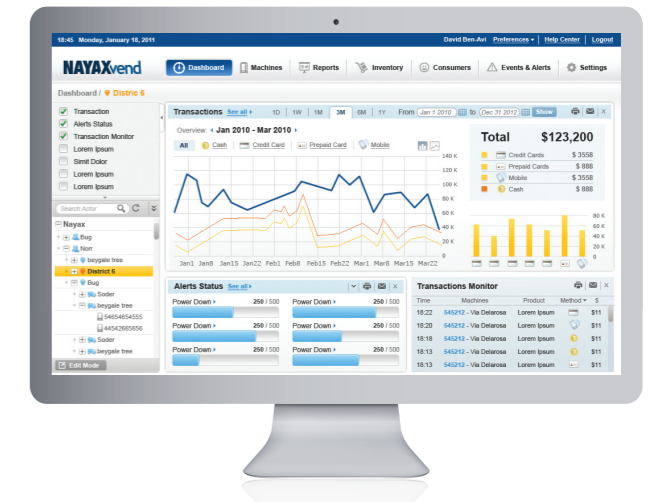 18:45 Monday, January 18, 2011
David Ben-Avi Preferences Help Center Logout
NAYAXvend
Dashboard Machines Reports Inventory Consumers Events & Alerts Settings
Dashboard / Distric 6
Transaction
Alerts Status
Transaction Monitor
Lorem Ipsum
Simit Dolor
Lorem Ipsum
Lorem Ipsum
Search Actor
Nayax
Bug
Norr
beygale tree
District 6
Bug
Soder
beygale tree
54654654555
44542665656
Soder
beygale tree
Edit Mode
Transactions See all 1D 1W 1M 3M 6M 1Y From (Jan 1 2010) to (Dec 31 2012) Show
Overview: Jan 2010 - Mar 2010
All Cash Credit Card Prepaid Card Mobile
140 K
120 K
100 K
80 K
60 K
40 K
20 K
0
Jan1 Jan8 Jan15 Jan22 Feb1 Feb8 Feb15 Feb22 Mar1 Mar8 Mar15 Mar22
Total $123,200
Credit Cards $ 3558
Prepaid Cards $ 888
Mobile $ 3558
Cash $ 888
80 K
60 K
40 K
20 K
0
Alerts Status See all
Power Down 250 / 500 Power Down 250 / 500
Power Down 250 / 500 Power Down 250 / 500
Power Down 250 / 500 Power Down 250 / 500
Transactions Monitor
Time Machines Product Method $
18:22 545212 - Via Delarosa Lorem Ipsum $11
18:20 545212 - Via Delarosa Lorem Ipsum $11
18:18 545212 - Via Delarosa Lorem Ipsum $11
18:13 545212 - Via Delarosa Lorem Ipsum $11
18:13 545212 - Via Delarosa Lorem Ipsum $11